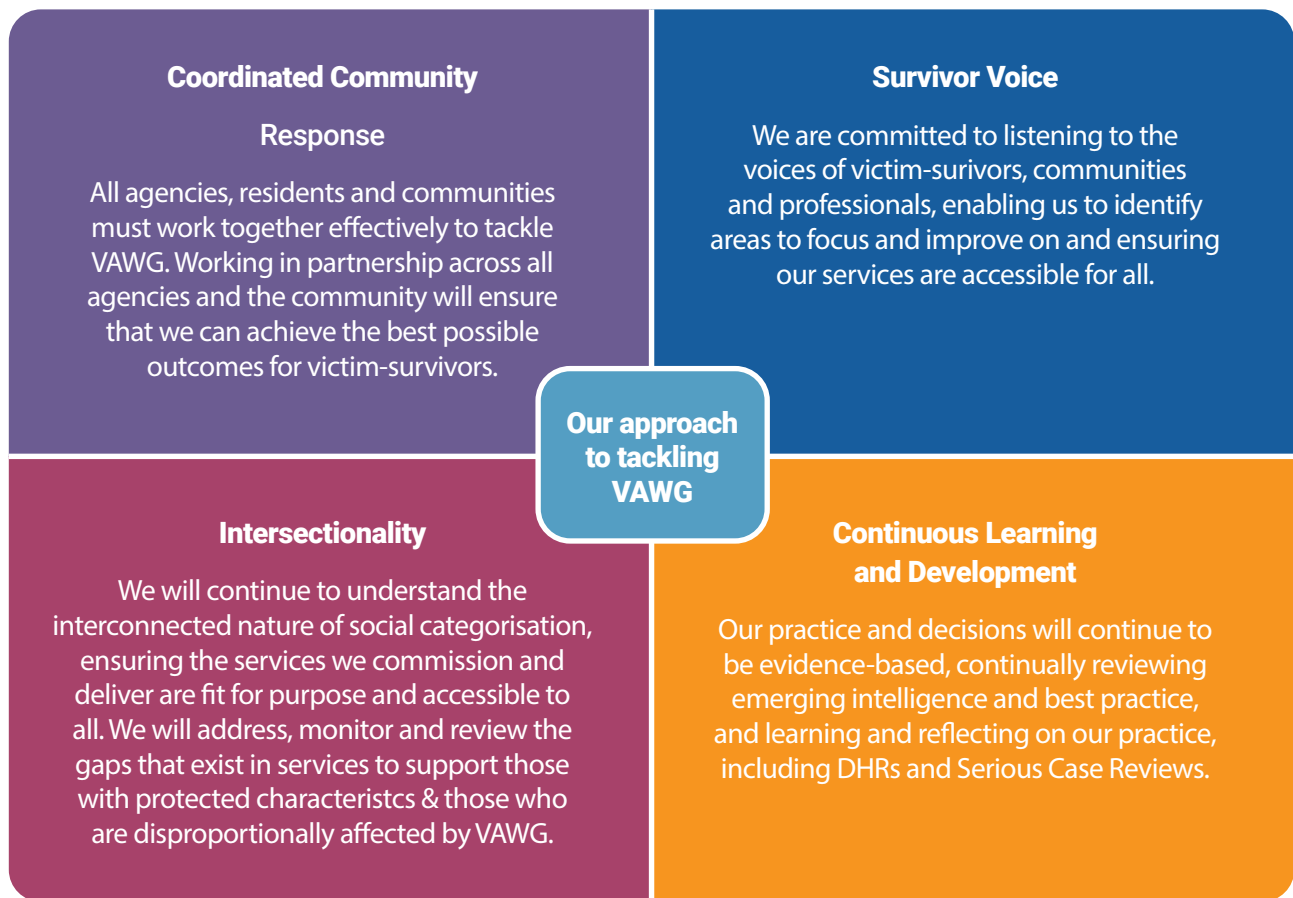 Coordinated Community
Response
All agencies, residents and communities
must work together effectively to tackle
VAWG. Working in partnership across all
agencies and the community will ensure
that we can achieve the best possible
outcomes for victim-survivors.
Survivor Voice
We are committed to listening to the
voices of victim-surivors, communities
and professionals, enabling us to identify
areas to focus and improve on and ensuring
our services are accessible for all.
Our approach
to tackling
VAWG
Intersectionality
We will continue to understand the
interconnected nature of social categorisation,
ensuring the services we commission and
deliver are fit for purpose and accessible to
all. We will address, monitor and review the
gaps that exist in services to support those
with protected characteristcs & those who
are disproportionally affected by VAWG.
Continuous Learning
and Development
Our practice and decisions will continue to
be evidence-based, continually reviewing
emerging intelligence and best practice,
and learning and reflecting on our practice,
including DHRs and Serious Case Reviews.